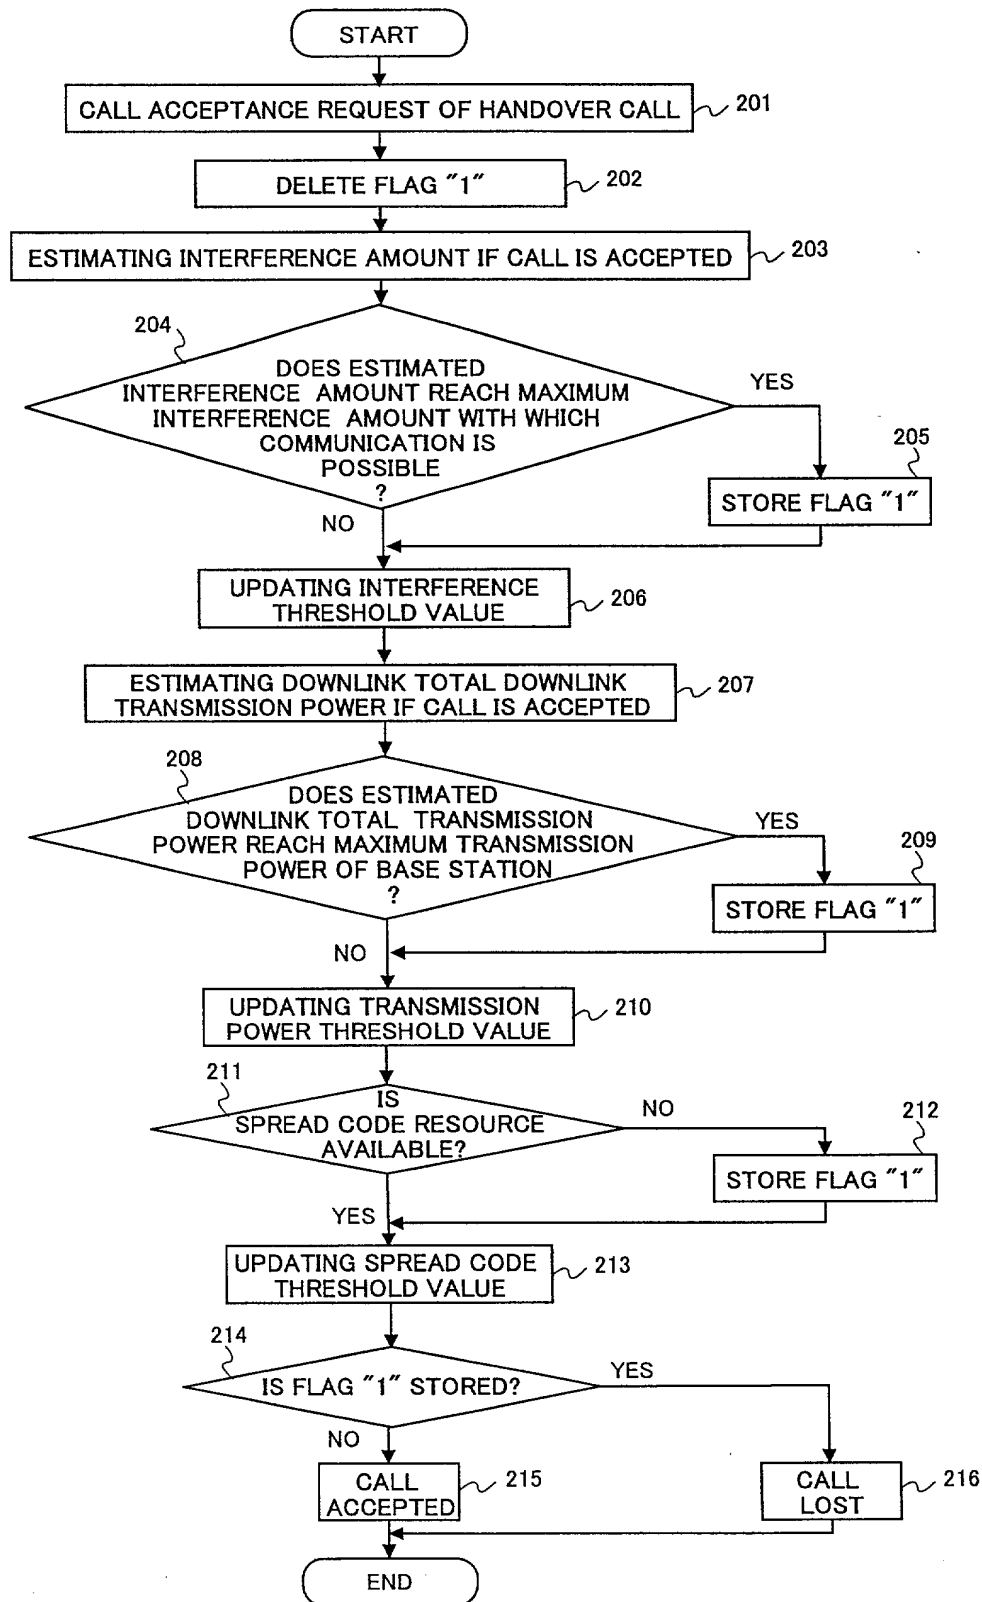 START
CALL ACCEPTANCE REQUEST OF HANDOVER CALL
201
DELETE FLAG "1"
202
ESTIMATING INTERFERENCE AMOUNT IF CALL IS ACCEPTED
203
204
DOES ESTIMATED
INTERFERENCE AMOUNT REACH MAXIMUM
INTERFERENCE AMOUNT WITH WHICH
COMMUNICATION IS
POSSIBLE
?
YES
205
STORE FLAG "1"
NO
UPDATING INTERFERENCE
THRESHOLD VALUE
206
ESTIMATING DOWNLINK TOTAL DOWNLINK
TRANSMISSION POWER IF CALL IS ACCEPTED
207
208
DOES ESTIMATED
DOWNLINK TOTAL TRANSMISSION
POWER REACH MAXIMUM TRANSMISSION
POWER OF BASE STATION
?
YES
209
STORE FLAG "1"
NO
UPDATING TRANSMISSION
POWER THRESHOLD VALUE
210
211
IS
SPREAD CODE RESOURCE
AVAILABLE?
NO
212
STORE FLAG "1"
YES
UPDATING SPREAD CODE
THRESHOLD VALUE
213
214
IS FLAG "1" STORED?
YES
NO
CALL
ACCEPTED
215
CALL
LOST
216
END